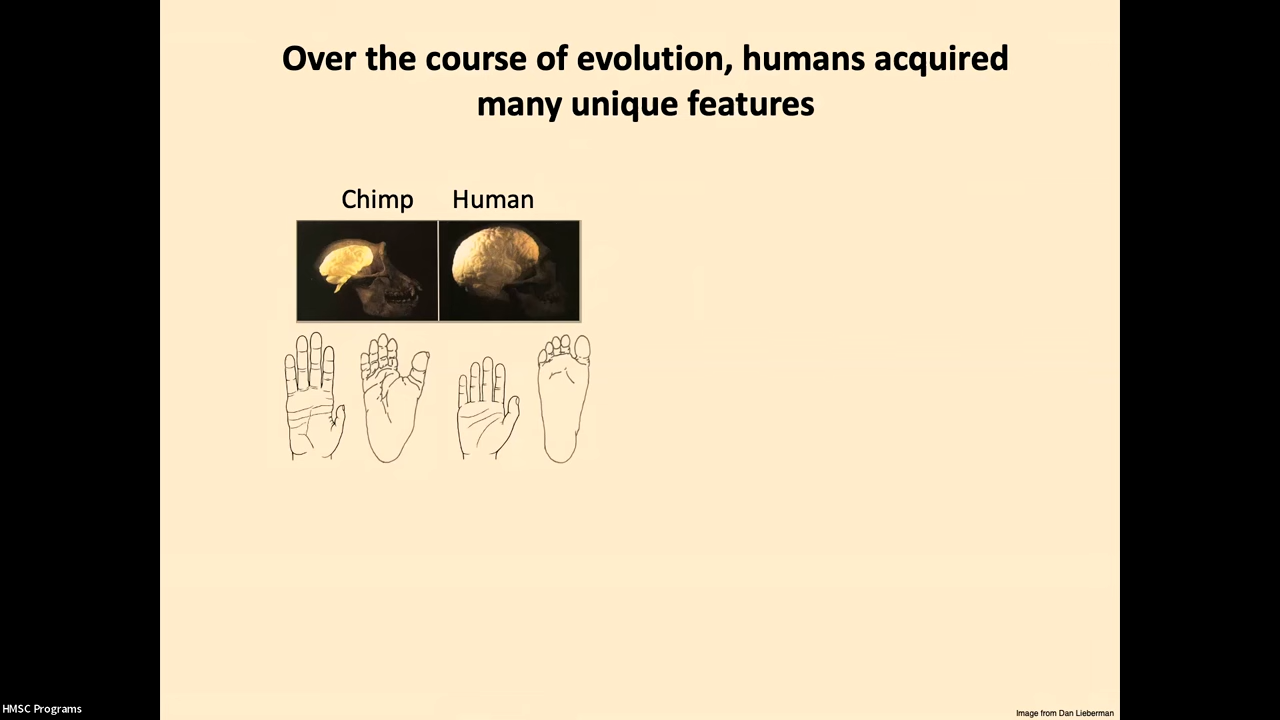 Over the course of evolution, humans acquired
many unique features
Chimp Human
HMSC Programs
Image from Dan Lieberman